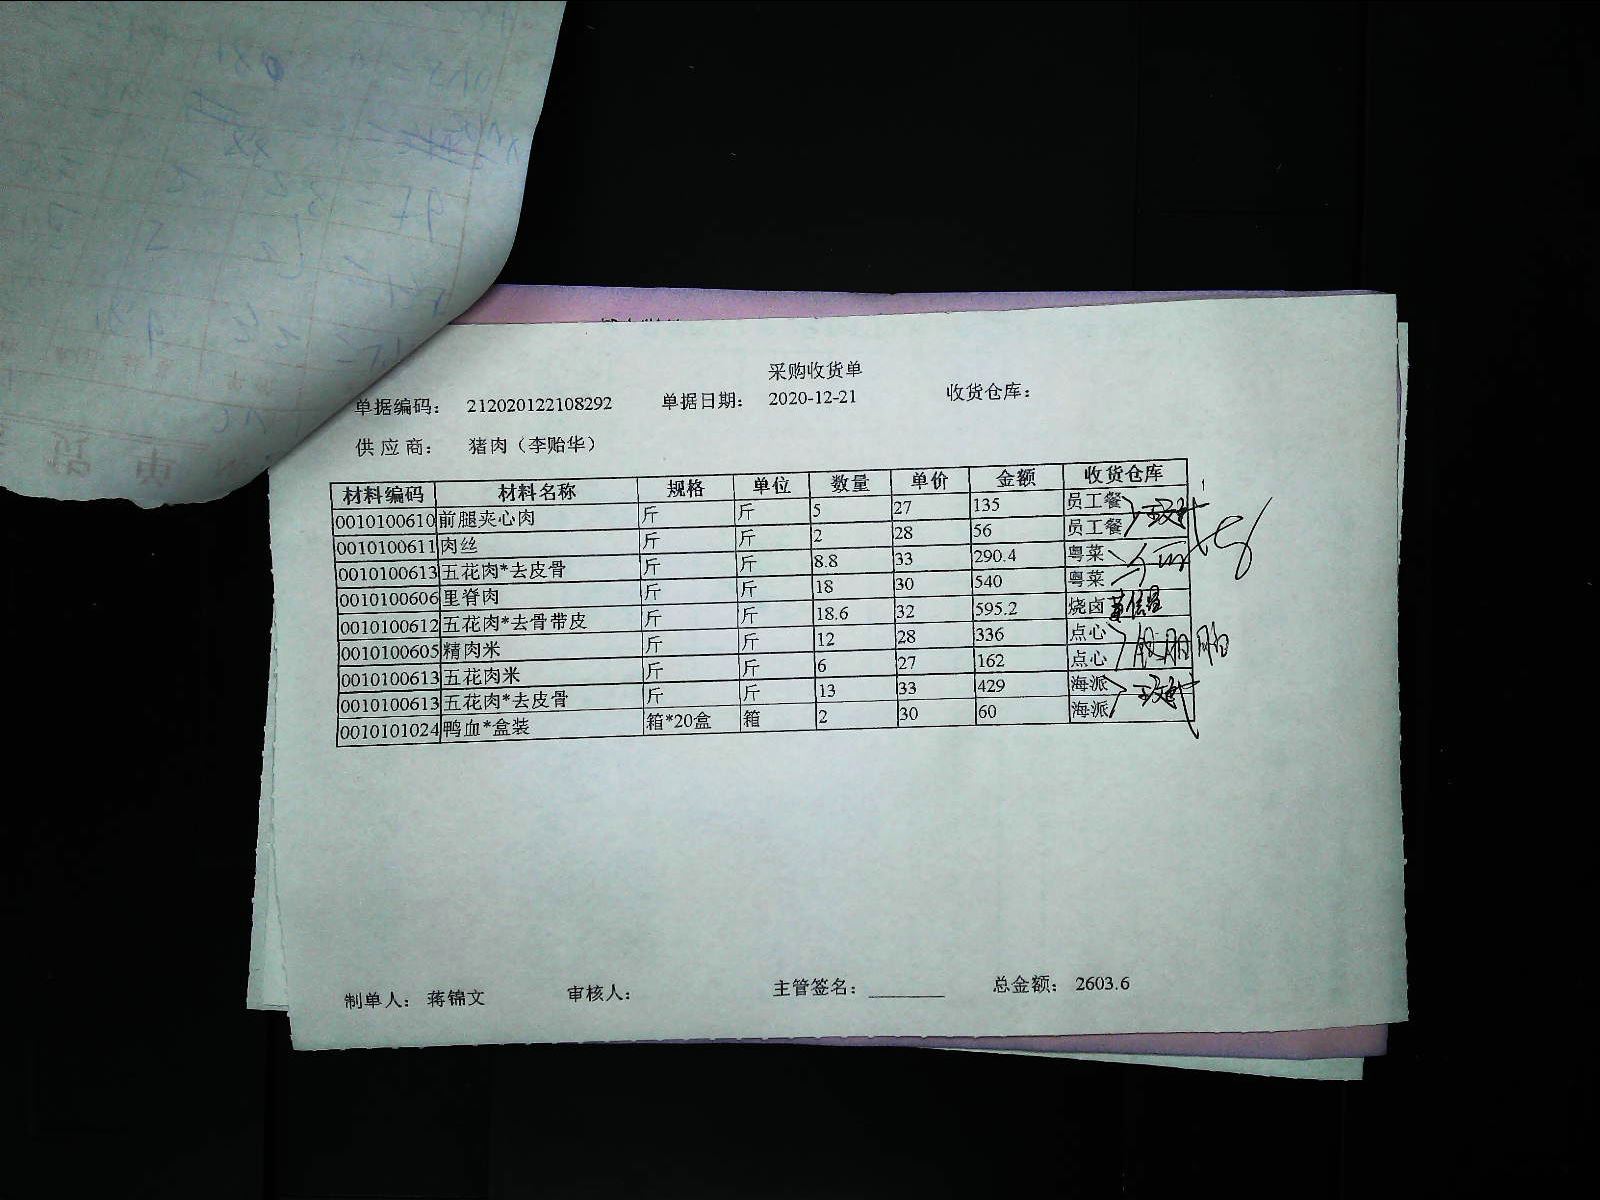 采购收货单
单据编码： 212020122108292 单据日期： 2020-12-21 收货仓库：
供 应 商： 猪肉（李贻华）
材料编码 材料名称 规格 单位 数量 单价 金额 收货仓库
0010100610 前腿夹心肉 斤 斤 5 27 135 员工餐
0010100611 肉丝 斤 斤 2 28 56 员工餐
0010100613 五花肉*去皮骨 斤 斤 8.8 33 290.4 粤菜
0010100606 里脊肉 斤 斤 18 30 540 粤菜
0010100612 五花肉*去骨带皮 斤 斤 18.6 32 595.2 烧卤
0010100605 精肉米 斤 斤 12 28 336 点心
0010100613 五花肉米 斤 斤 6 27 162 点心
0010100613 五花肉*去皮骨 斤 斤 13 33 429 海派
0010101024 鸭血*盒装 箱*20盒 箱 2 30 60 海派
制单人： 蒋锦文 审核人： 主管签名： ________ 总金额： 2603.6